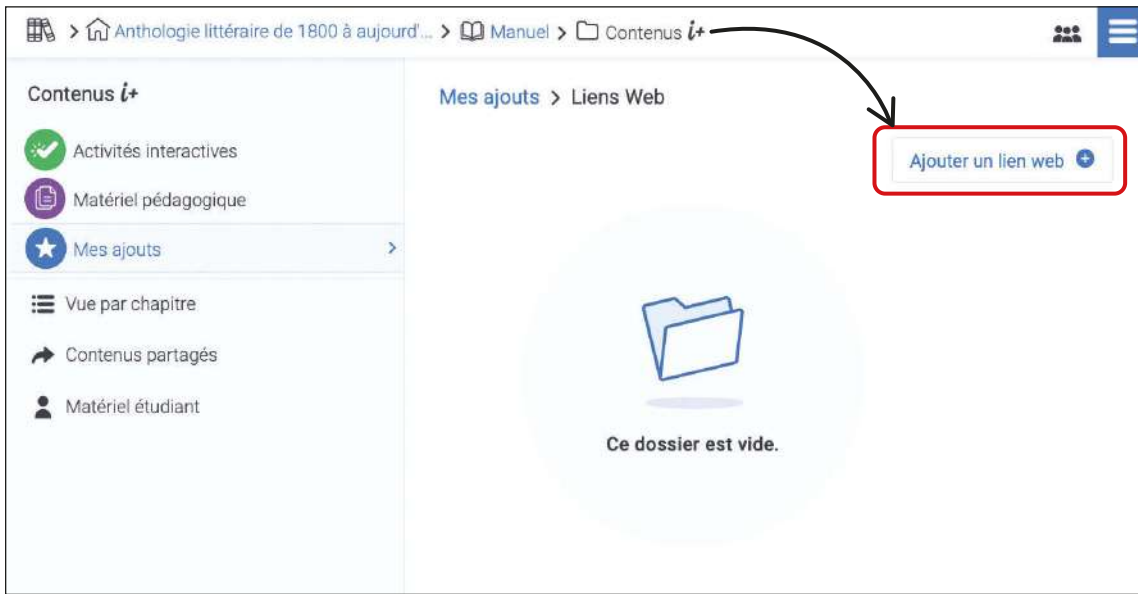 > Anthologie littéraire de 1800 à aujourd'... > Manuel > Contenus i+
Contenus i+
Activités interactives
Matériel pédagogique
Mes ajouts >
Vue par chapitre
Contenus partagés
Matériel étudiant
Mes ajouts > Liens Web
Ajouter un lien web
Ce dossier est vide.